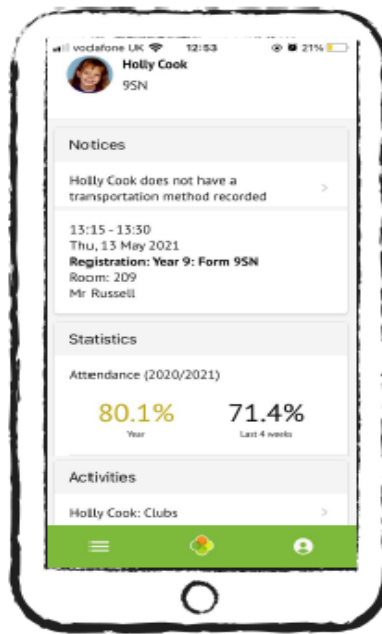 vodafone UK 12:53 21%
Holly Cook
9SN
Notices
Holly Cook does not have a
transportation method recorded
13:15 - 13:30
Thu, 13 May 2021
Registration: Year 9: Form 9SN
Room: 209
Mr Russell
Statistics
Attendance (2020/2021)
80.1% 71.4%
Year Last 4 weeks
Activities
Holly Cook: Clubs